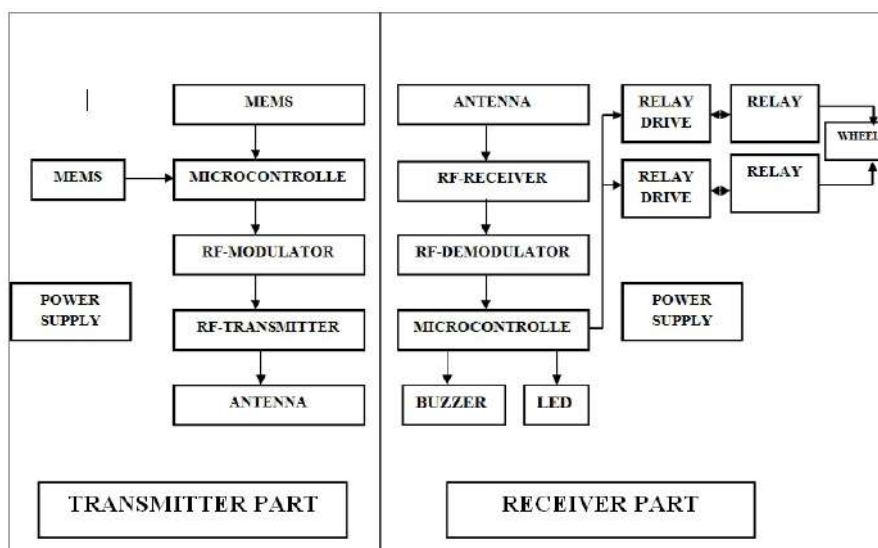 MEMS
MEMS
MICROCONTROLLE
RF-MODULATOR
POWER
SUPPLY
RF-TRANSMITTER
ANTENNA
TRANSMITTER PART
ANTENNA
RF-RECEIVER
RF-DEMODULATOR
MICROCONTROLLE
BUZZER
LED
RELAY
DRIVE
RELAY
WHEEL
RELAY
DRIVE
RELAY
POWER
SUPPLY
RECEIVER PART